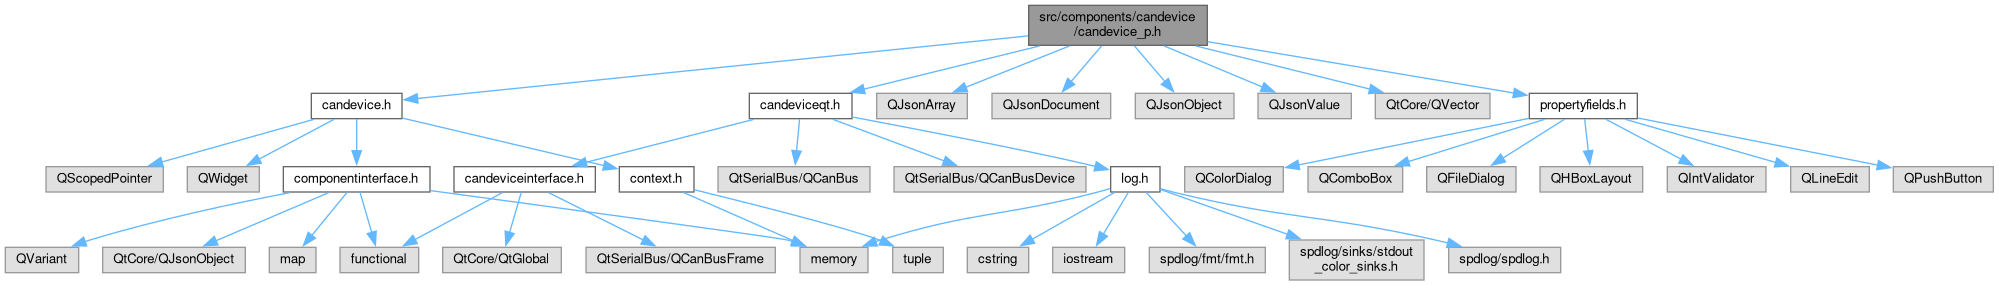 src/components/candevice
/candevice_p.h
candevice.h
candeviceqt.h
QJsonArray
QJsonDocument
QJsonObject
QJsonValue
QtCore/QVector
propertyfields.h
QScopedPointer
QWidget
componentinterface.h
candeviceinterface.h
context.h
QtSerialBus/QCanBus
QtSerialBus/QCanBusDevice
log.h
QColorDialog
QComboBox
QFileDialog
QHBoxLayout
QIntValidator
QLineEdit
QPushButton
QVariant
QtCore/QJsonObject
map
functional
QtCore/QtGlobal
QtSerialBus/QCanBusFrame
memory
tuple
cstring
iostream
spdlog/fmt/fmt.h
spdlog/sinks/stdout
_color_sinks.h
spdlog/spdlog.h